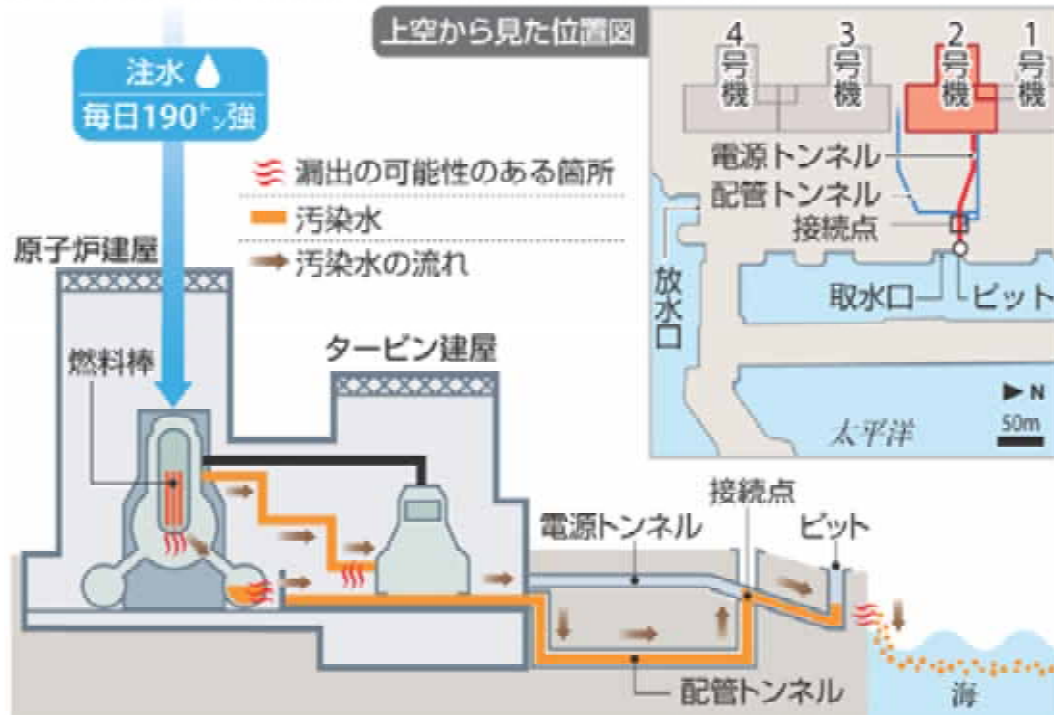 上空から見た位置図
注水
毎日190㌧強
漏出の可能性のある箇所
汚染水
汚染水の流れ
原子炉建屋
燃料棒
タービン建屋
4号機
3号機
2号機
1号機
電源トンネル
配管トンネル
接続点
放水口
取水口
ピット
太平洋
N
50m
接続点
電源トンネル
ピット
配管トンネル
海